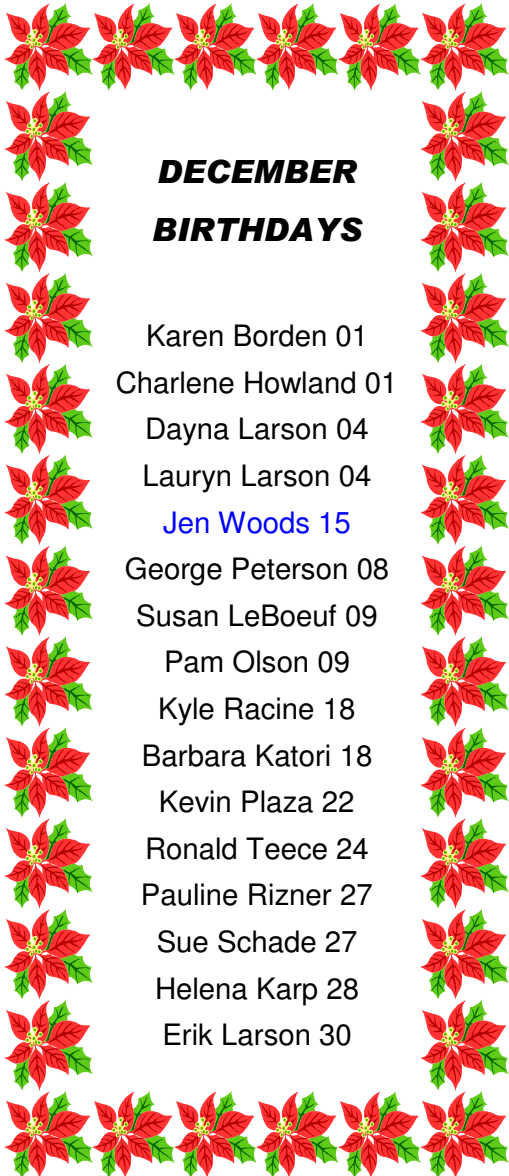 DECEMBER
BIRTHDAYS
Karen Borden 01
Charlene Howland 01
Dayna Larson 04
Lauryn Larson 04
Jen Woods 15
George Peterson 08
Susan LeBoeuf 09
Pam Olson 09
Kyle Racine 18
Barbara Katori 18
Kevin Plaza 22
Ronald Teece 24
Pauline Rizner 27
Sue Schade 27
Helena Karp 28
Erik Larson 30